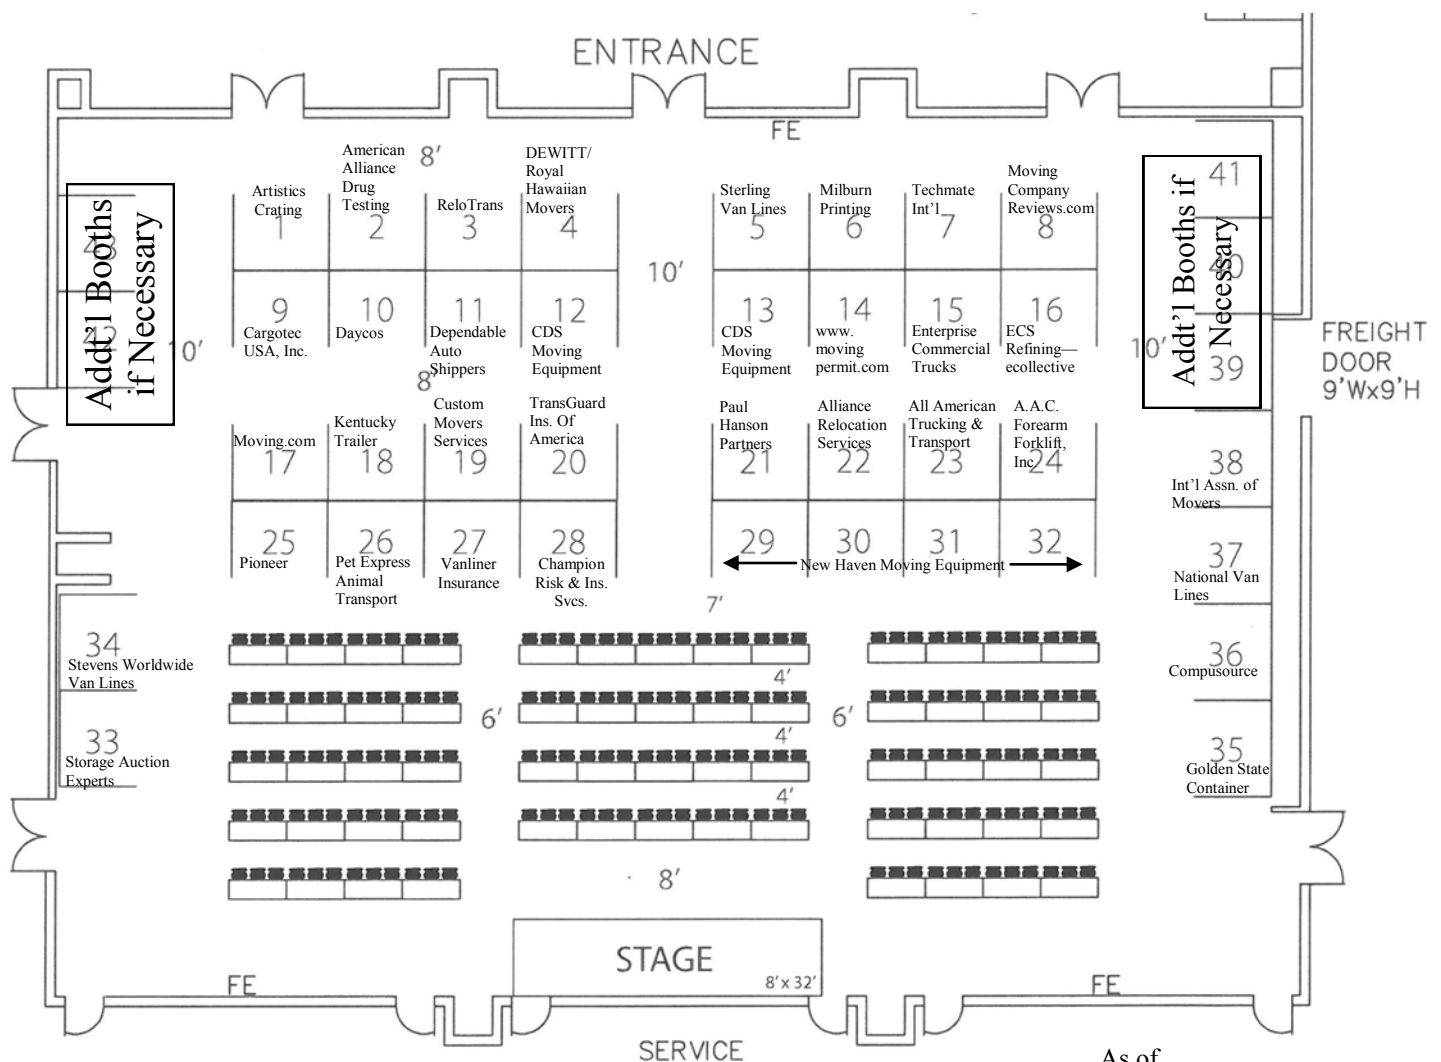 ENTRANCE
FE
American
Alliance
Drug
Testing
8'
DEWITT/
Royal
Hawaiian
Movers
Artistics
Crating
ReloTrans
Sterling
Van Lines
Milburn
Printing
Techmate
Int'l
Moving
Company
Reviews.com
1
2
3
4
5
6
7
8
41
40
39
Addt'l Booths if
Necessary
43
42
Addt'l Booths
if Necessary
10'
10'
10'
9
10
11
12
13
14
15
16
Cargotec
USA, Inc.
Daycos
Dependable
Auto
Shippers
CDS
Moving
Equipment
CDS
Moving
Equipment
www.
moving
permit.com
Enterprise
Commercial
Trucks
ECS
Refining—
ecollective
FREIGHT
DOOR
9'Wx9'H
8'
Moving.com
Kentucky
Trailer
Custom
Movers
Services
TransGuard
Ins. Of
America
Paul
Hanson
Partners
Alliance
Relocation
Services
All American
Trucking &
Transport
A.A.C.
Forearm
Forklift,
Inc.
17
18
19
20
21
22
23
24
38
Int'l Assn. of
Movers
25
26
27
28
29
30
31
32
Pioneer
Pet Express
Animal
Transport
Vanliner
Insurance
Champion
Risk & Ins.
Svcs.
New Haven Moving Equipment
37
National Van
Lines
7'
34
Stevens Worldwide
Van Lines
4'
36
Compusource
6'
6'
4'
33
Storage Auction
Experts
35
Golden State
Container
4'
8'
STAGE
8'x 32'
FE
FE
SERVICE
As of